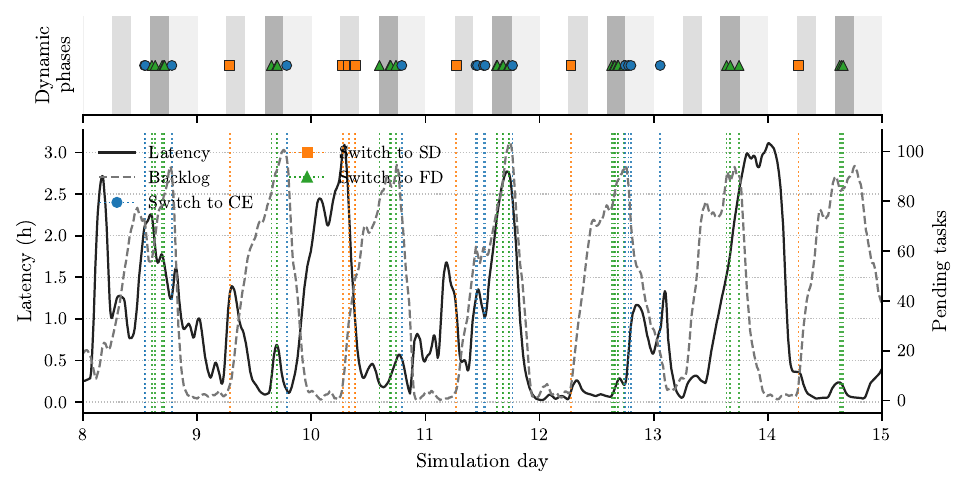 Dynamic
phases
Latency (h)
3.0
2.5
2.0
1.5
1.0
0.5
0.0
Latency
Backlog
Switch to CE
Switch to SD
Switch to FD
100
80
60
40
20
0
Pending tasks
8 9 10 11 12 13 14 15
Simulation day